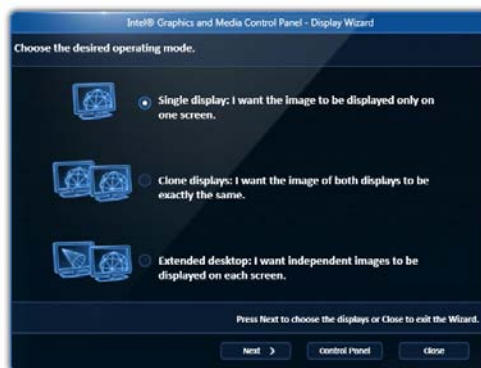 Intel® Graphics and Media Control Panel - Display Wizard
Choose the desired operating mode.
Single display: I want the image to be displayed only on
one screen.
Clone displays: I want the image of both displays to be
exactly the same.
Extended desktop: I want independent images to be
displayed on each screen.
Press Next to choose the displays or Close to exit the Wizard.
Next > Control Panel Close